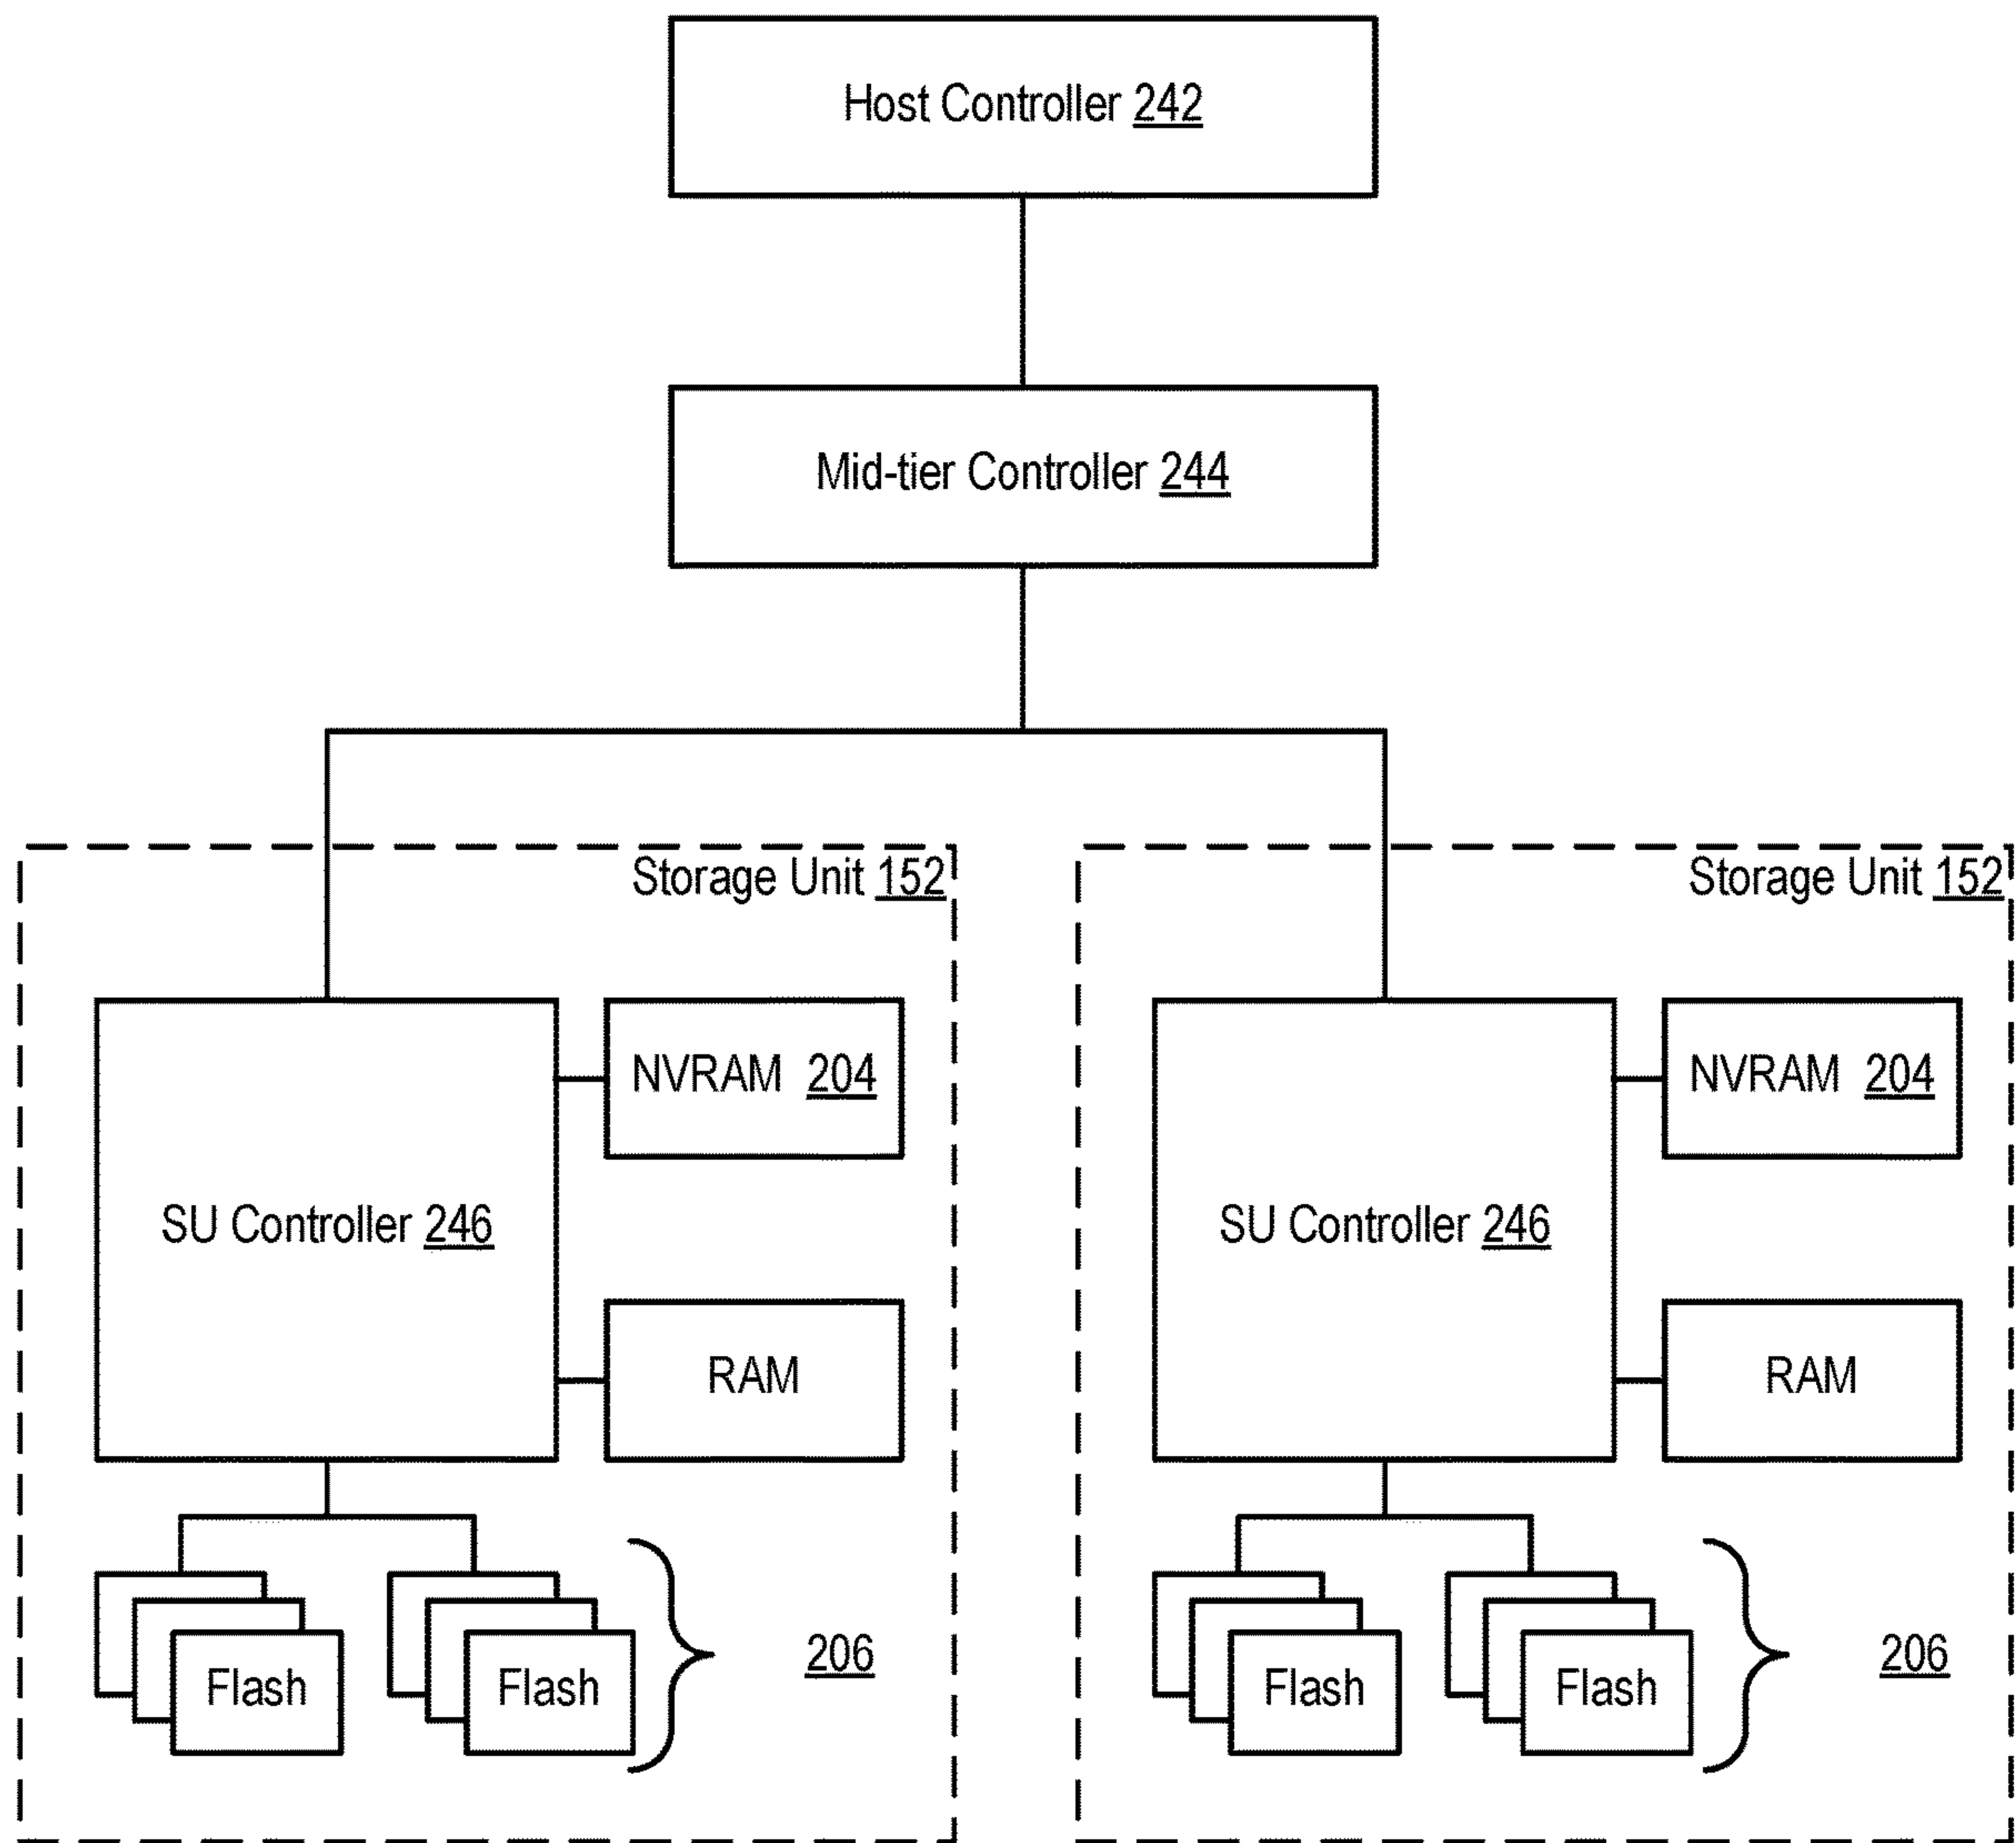 Host Controller 242
Mid-tier Controller 244
Storage Unit 152
SU Controller 246
NVRAM 204
RAM
Flash
Flash
206
Storage Unit 152
SU Controller 246
NVRAM 204
RAM
Flash
Flash
206